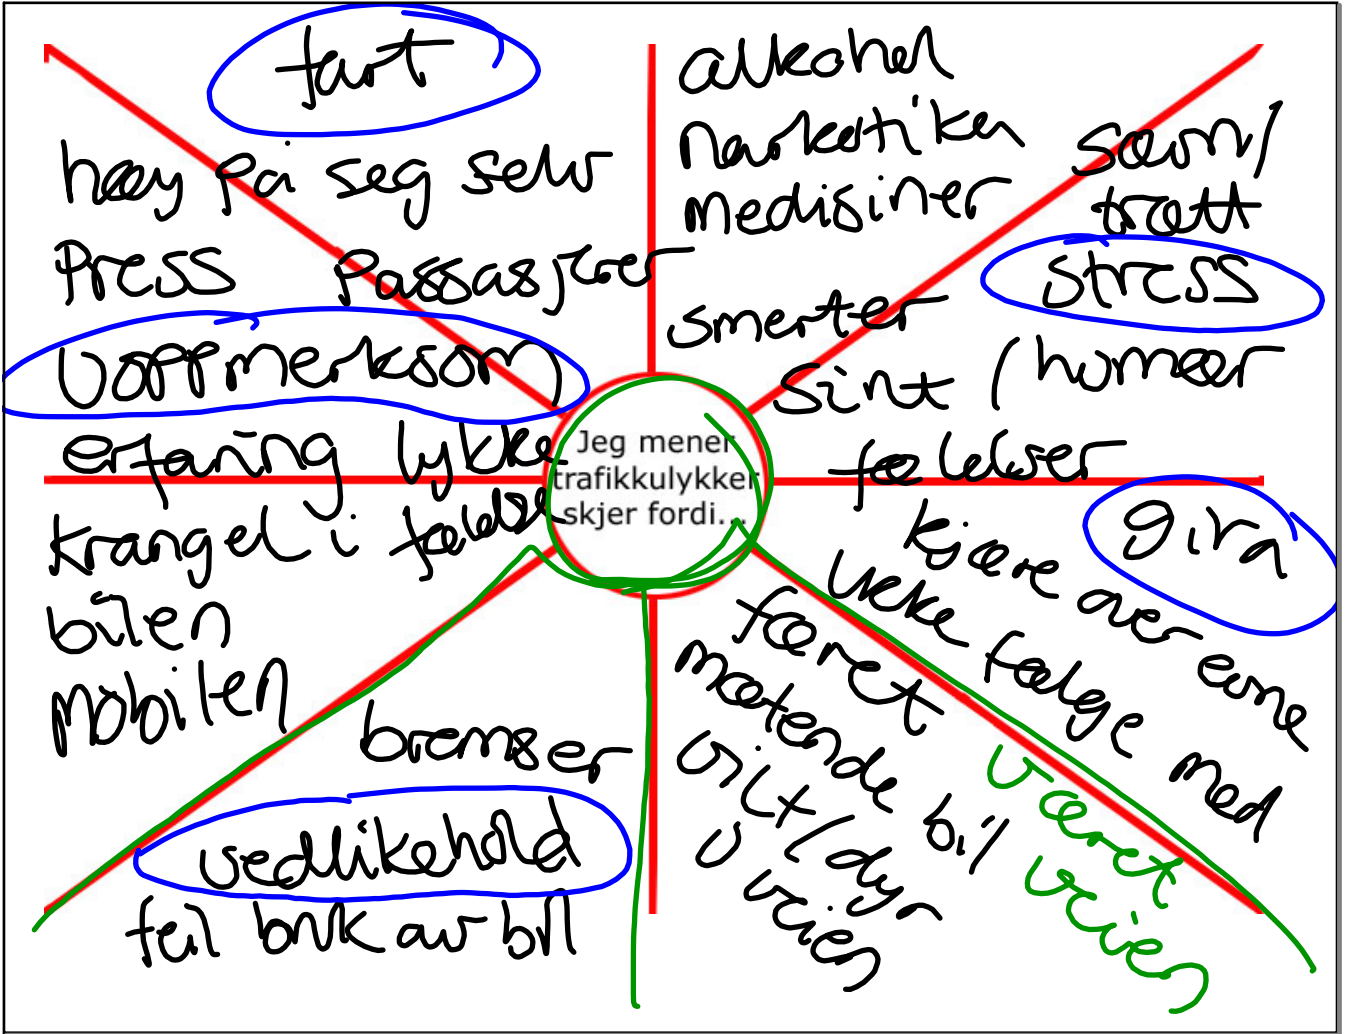 fart
høy på seg selv
Press Passasjerer
Uoppmerksom
erfaring lykke
krangel i følelse
bilen
mobilen
alkohol
narkotika
medisiner
smerter
søvn/
trøtt
stress
sint / humør
følelser
Jeg mener
trafikkulykker
skjer fordi...
gira
kjøre over evne
ikke følge med
føret
møtende bil
vilt/dyr
i veien
været
veien
bremser
vedlikehold
feil bruk av bil